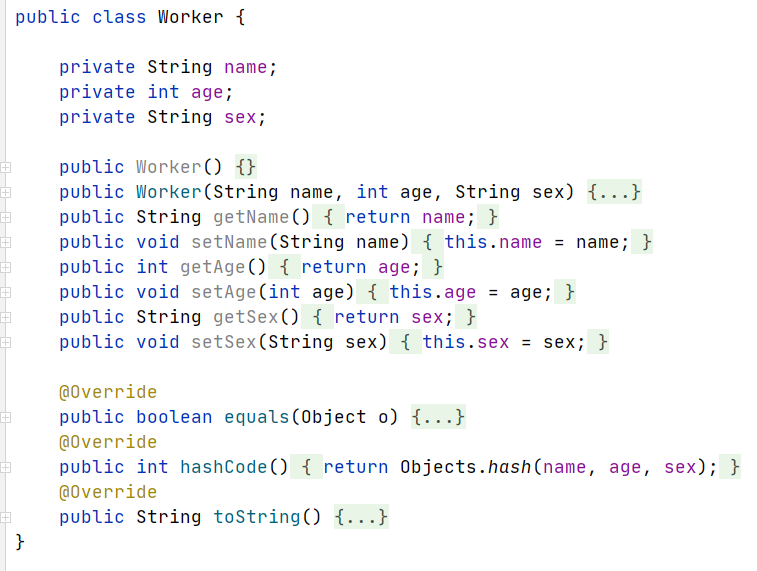 public class Worker {
private String name;
private int age;
private String sex;
public Worker() {}
public Worker(String name, int age, String sex) {...}
public String getName() { return name; }
public void setName(String name) { this.name = name; }
public int getAge() { return age; }
public void setAge(int age) { this.age = age; }
public String getSex() { return sex; }
public void setSex(String sex) { this.sex = sex; }
@Override
public boolean equals(Object o) {...}
@Override
public int hashCode() { return Objects.hash(name, age, sex); }
@Override
public String toString() {...}
}